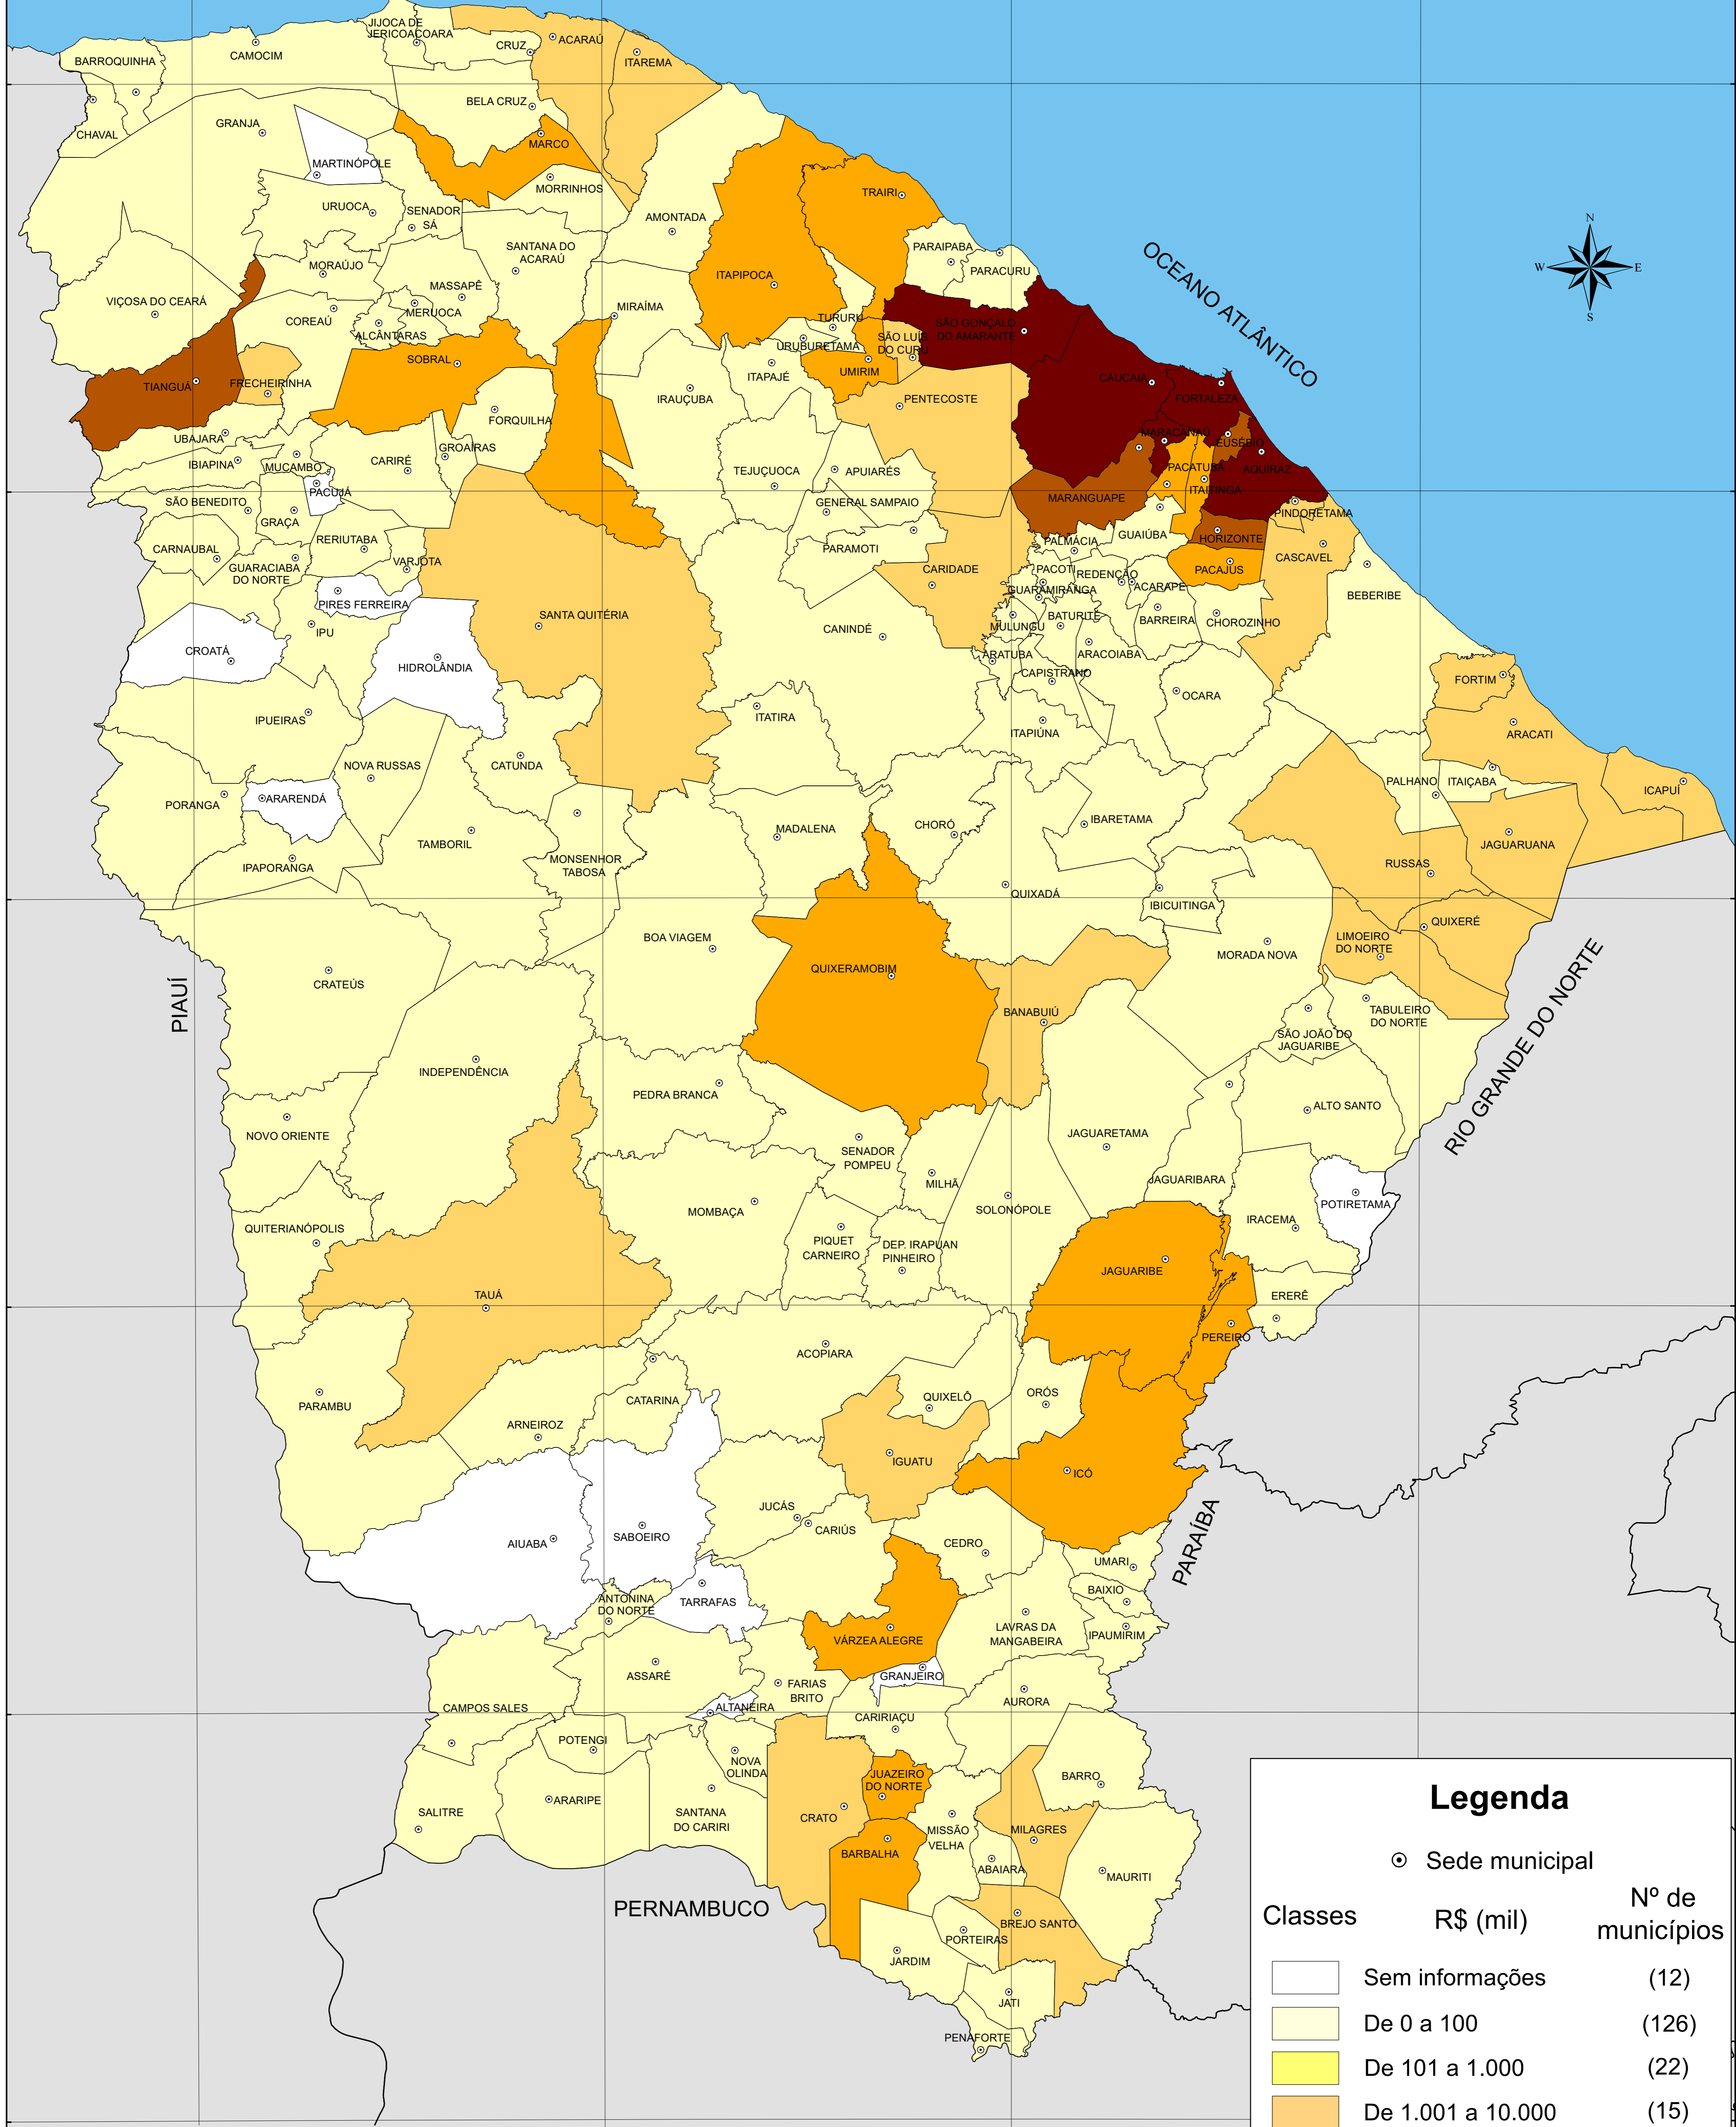 JIJOCA DE
JERICOACOARA
CRUZ
ACARAÚ
ITAREMA
BARROQUINHA
CAMOCIM
BELA CRUZ
CHAVAL
GRANJA
MARCO
MARTINÓPOLE
MORRINHOS
TRAIRI
URUOCA
SENADOR
SÁ
AMONTADA
N
W
E
S
OCEANO ATLÂNTICO
SANTANA DO
ACARAÚ
PARAIPABA
PARACURU
MORAÚJO
ITAPIPOCA
MASSAPÊ
VIÇOSA DO CEARÁ
MIRAÍMA
MERUOCA
COREAÚ
TURURU
SÃO GONÇALO
DO AMARANTE
ALCÂNTARAS
URUBURETAMA
SÃO LUÍS
DO CURU
SOBRAL
ITAPAJÉ
UMIRIM
CAUCAIA
TIANGUÁ
FRECHEIRINHA
IRAUÇUBA
PENTECOSTE
FORTALEZA
FORQUILHA
UBAJARA
MARACANAÚ
EUSÉBIO
GROAÍRAS
IBIAPINA
MUCAMBO
CARIRÉ
TEJUÇUOCA
APUIARÉS
PACATUBA
AQUIRAZ
PACUJÁ
MARANGUAPE
ITAITINGA
SÃO BENEDITO
GENERAL SAMPAIO
PINDORETAMA
GRAÇA
RERIUTABA
PALMÁCIA
GUAIÚBA
HORIZONTE
CARNAUBAL
PARAMOTI
VARJOTA
CASCAVEL
GUARACIABA
DO NORTE
CARIDADE
PACOTI
REDENÇÃO
PACAJUS
GUARAMIRANGA
ACARAPE
BEBERIBE
PIRES FERREIRA
SANTA QUITÉRIA
BATURITÉ
BARREIRA
CHOROZINHO
IPU
CANINDÉ
MULUNGU
CROATÁ
ARATUBA
ARACOIABA
HIDROLÂNDIA
CAPISTRANO
FORTIM
OCARA
IPUEIRAS
ITATIRA
ITAPIÚNA
ARACATI
NOVA RUSSAS
CATUNDA
PALHANO
ITAIÇABA
ICAPUÍ
ARARENDÁ
PORANGA
IBARETAMA
CHORÓ
MADALENA
TAMBORIL
JAGUARUANA
MONSENHOR
TABOSA
RUSSAS
IPAPORANGA
QUIXADÁ
IBICUITINGA
QUIXERÉ
LIMOEIRO
DO NORTE
BOA VIAGEM
MORADA NOVA
QUIXERAMOBIM
CRATEÚS
PIAUÍ
BANABUIÚ
TABULEIRO
DO NORTE
SÃO JOÃO DO
JAGUARIBE
RIO GRANDE DO NORTE
INDEPENDÊNCIA
PEDRA BRANCA
ALTO SANTO
NOVO ORIENTE
JAGUARETAMA
SENADOR
POMPEU
MILHÃ
JAGUARIBARA
POTIRETAMA
MOMBAÇA
SOLONÓPOLE
IRACEMA
QUITERIANÓPOLIS
PIQUET
CARNEIRO
DEP. IRAPUAN
PINHEIRO
JAGUARIBE
TAUÁ
ERERÊ
PEREIRO
ACOPIARA
QUIXELÔ
ORÓS
CATARINA
PARAMBU
ARNEIROZ
IGUATU
ICÓ
JUCÁS
CARIÚS
SABOEIRO
AIUABA
CEDRO
PARAÍBA
UMARI
BAIXIO
ANTONINA
DO NORTE
TARRAFAS
LAVRAS DA
MANGABEIRA
IPAUMIRIM
VÁRZEA ALEGRE
ASSARÉ
GRANJEIRO
FARIAS
BRITO
AURORA
CAMPOS SALES
ALTANEIRA
CARIRIAÇU
POTENGI
NOVA
OLINDA
JUAZEIRO
DO NORTE
BARRO
ARARIPE
SALITRE
SANTANA
DO CARIRI
CRATO
MISSÃO
VELHA
MILAGRES
BARBALHA
ABAIARA
MAURITI
PERNAMBUCO
BREJO SANTO
PORTEIRAS
JARDIM
JATI
PENAFORTE
Legenda
Sede municipal
Classes
R$ (mil)
Nº de
municípios
Sem informações
(12)
De 0 a 100
(126)
De 101 a 1.000
(22)
De 1.001 a 10.000
(15)